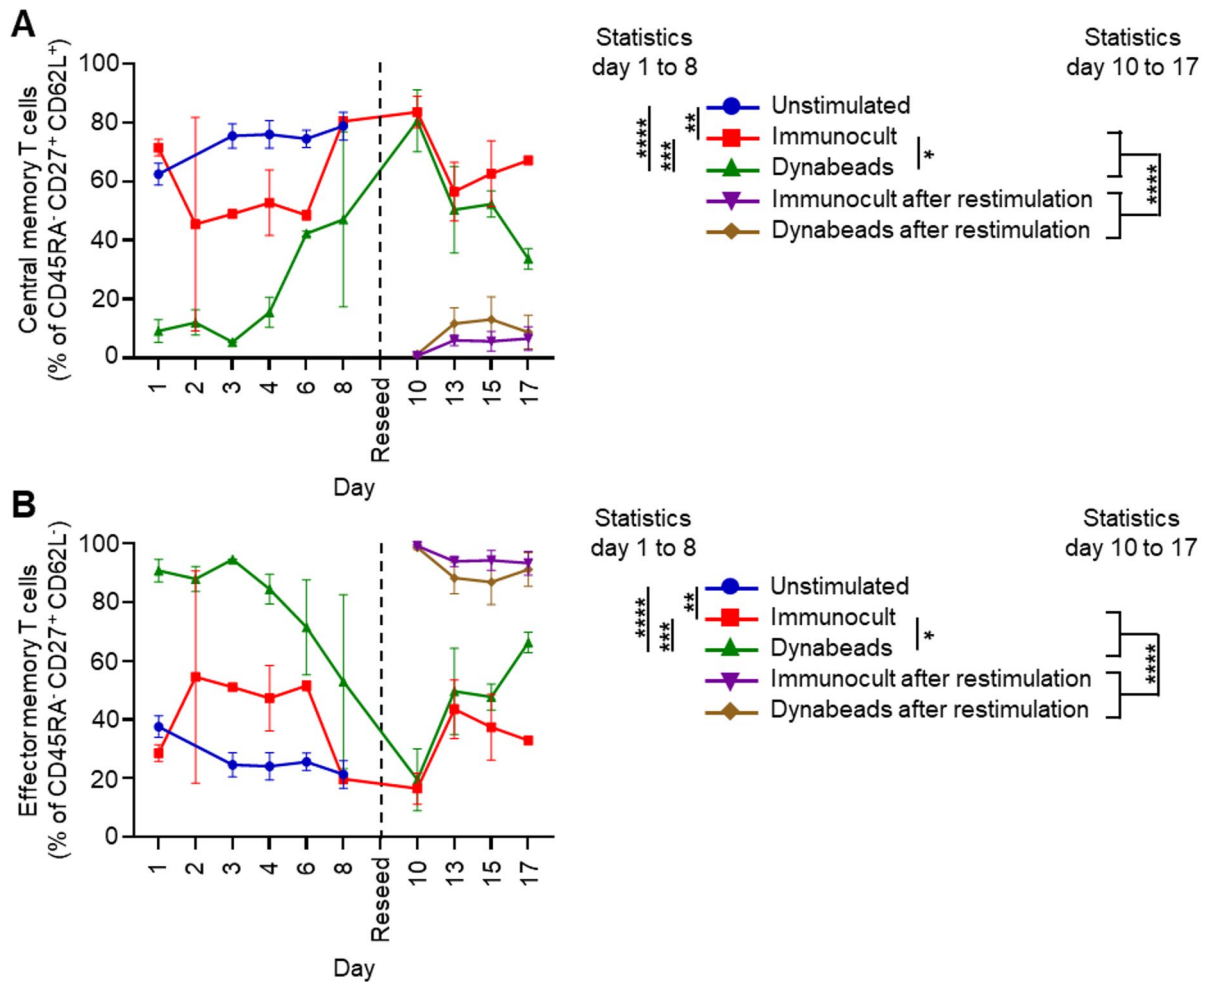 A
Central memory T cells
(% of CD45RA⁻ CD27⁺ CD62L⁺)
100
80
60
40
20
0
1 2 3 4 6 8 Reseed 10 13 15 17
Day
Statistics
day 1 to 8
Statistics
day 10 to 17
**** *** **
Unstimulated
Immunocult
Dynabeads
Immunocult after restimulation
Dynabeads after restimulation
*
****
B
Effector memory T cells
(% of CD45RA⁻ CD27⁺ CD62L⁻)
100
80
60
40
20
0
1 2 3 4 6 8 Reseed 10 13 15 17
Day
Statistics
day 1 to 8
Statistics
day 10 to 17
**** *** **
Unstimulated
Immunocult
Dynabeads
Immunocult after restimulation
Dynabeads after restimulation
*
****